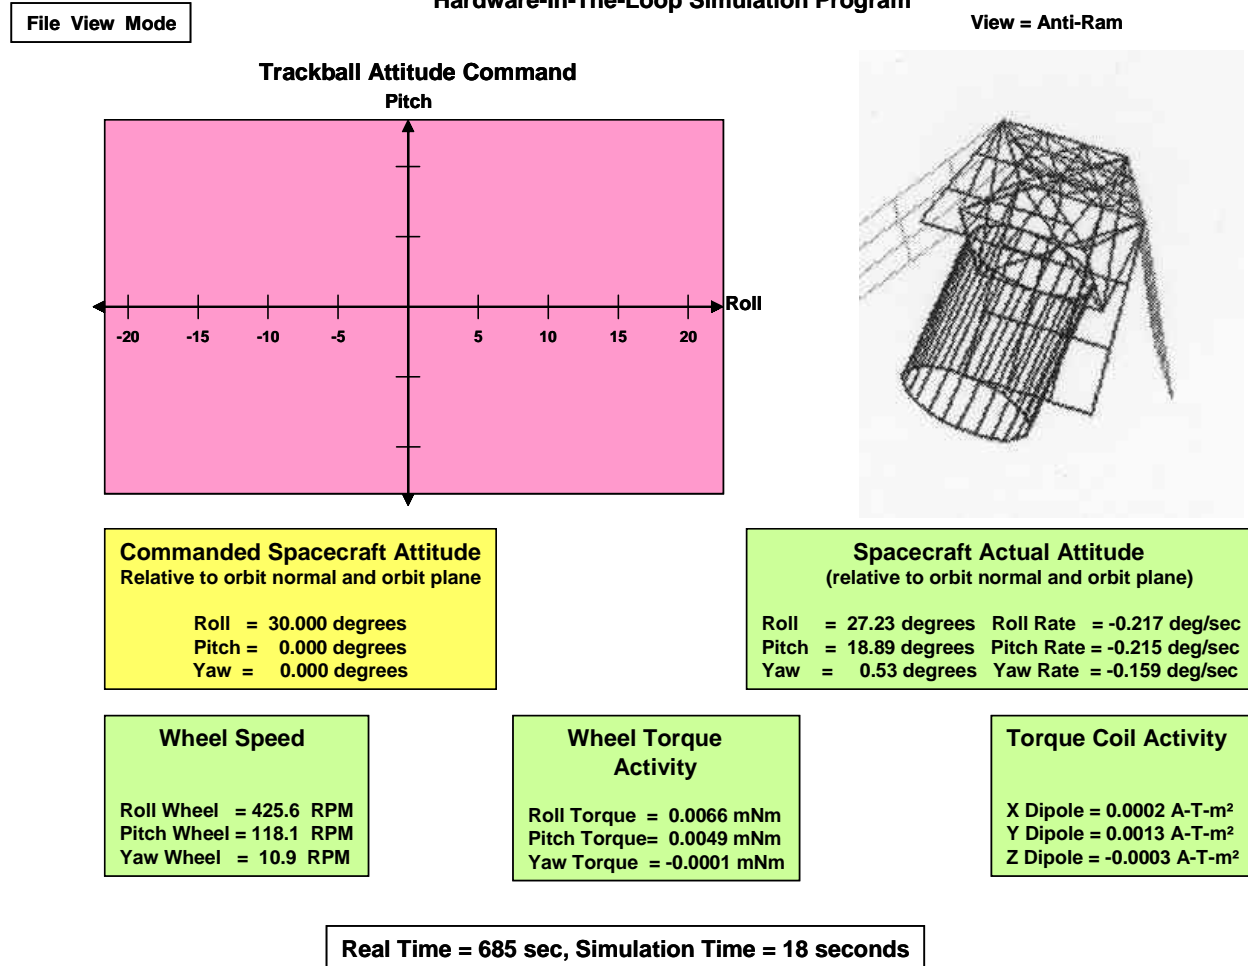 Hardware-In-The-Loop Simulation Program
File View Mode
View = Anti-Ram
Trackball Attitude Command
Pitch
Roll
-20 -15 -10 -5 5 10 15 20
Commanded Spacecraft Attitude
Relative to orbit normal and orbit plane
Roll = 30.000 degrees
Pitch = 0.000 degrees
Yaw = 0.000 degrees
Spacecraft Actual Attitude
(relative to orbit normal and orbit plane)
Roll = 27.23 degrees Roll Rate = -0.217 deg/sec
Pitch = 18.89 degrees Pitch Rate = -0.215 deg/sec
Yaw = 0.53 degrees Yaw Rate = -0.159 deg/sec
Wheel Speed
Roll Wheel = 425.6 RPM
Pitch Wheel = 118.1 RPM
Yaw Wheel = 10.9 RPM
Wheel Torque
Activity
Roll Torque = 0.0066 mNm
Pitch Torque= 0.0049 mNm
Yaw Torque = -0.0001 mNm
Torque Coil Activity
X Dipole = 0.0002 A-T-m²
Y Dipole = 0.0013 A-T-m²
Z Dipole = -0.0003 A-T-m²
Real Time = 685 sec, Simulation Time = 18 seconds